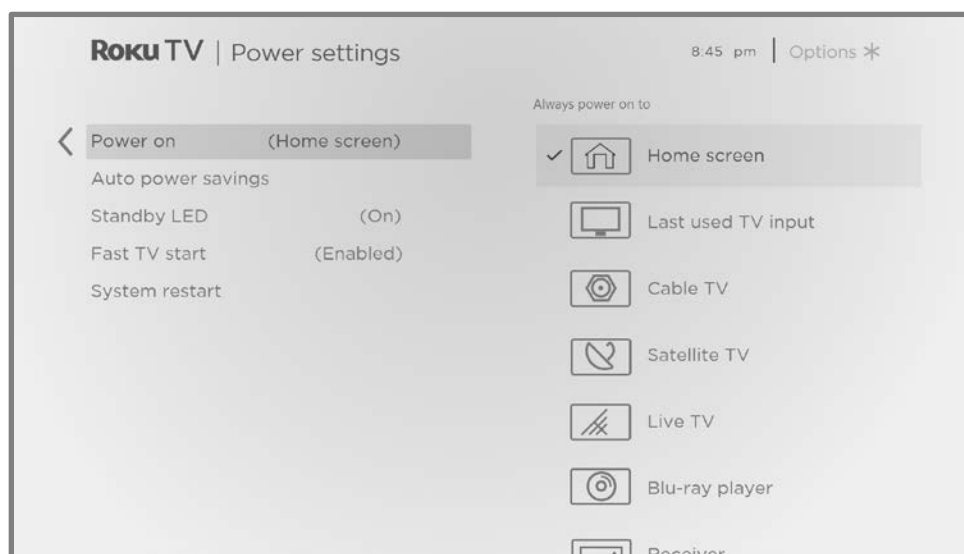 Roku TV | Power settings
8:45 pm | Options
Always power on to
Power on (Home screen)
Auto power savings
Standby LED (On)
Fast TV start (Enabled)
System restart
Home screen
Last used TV input
Cable TV
Satellite TV
Live TV
Blu-ray player
Receiver